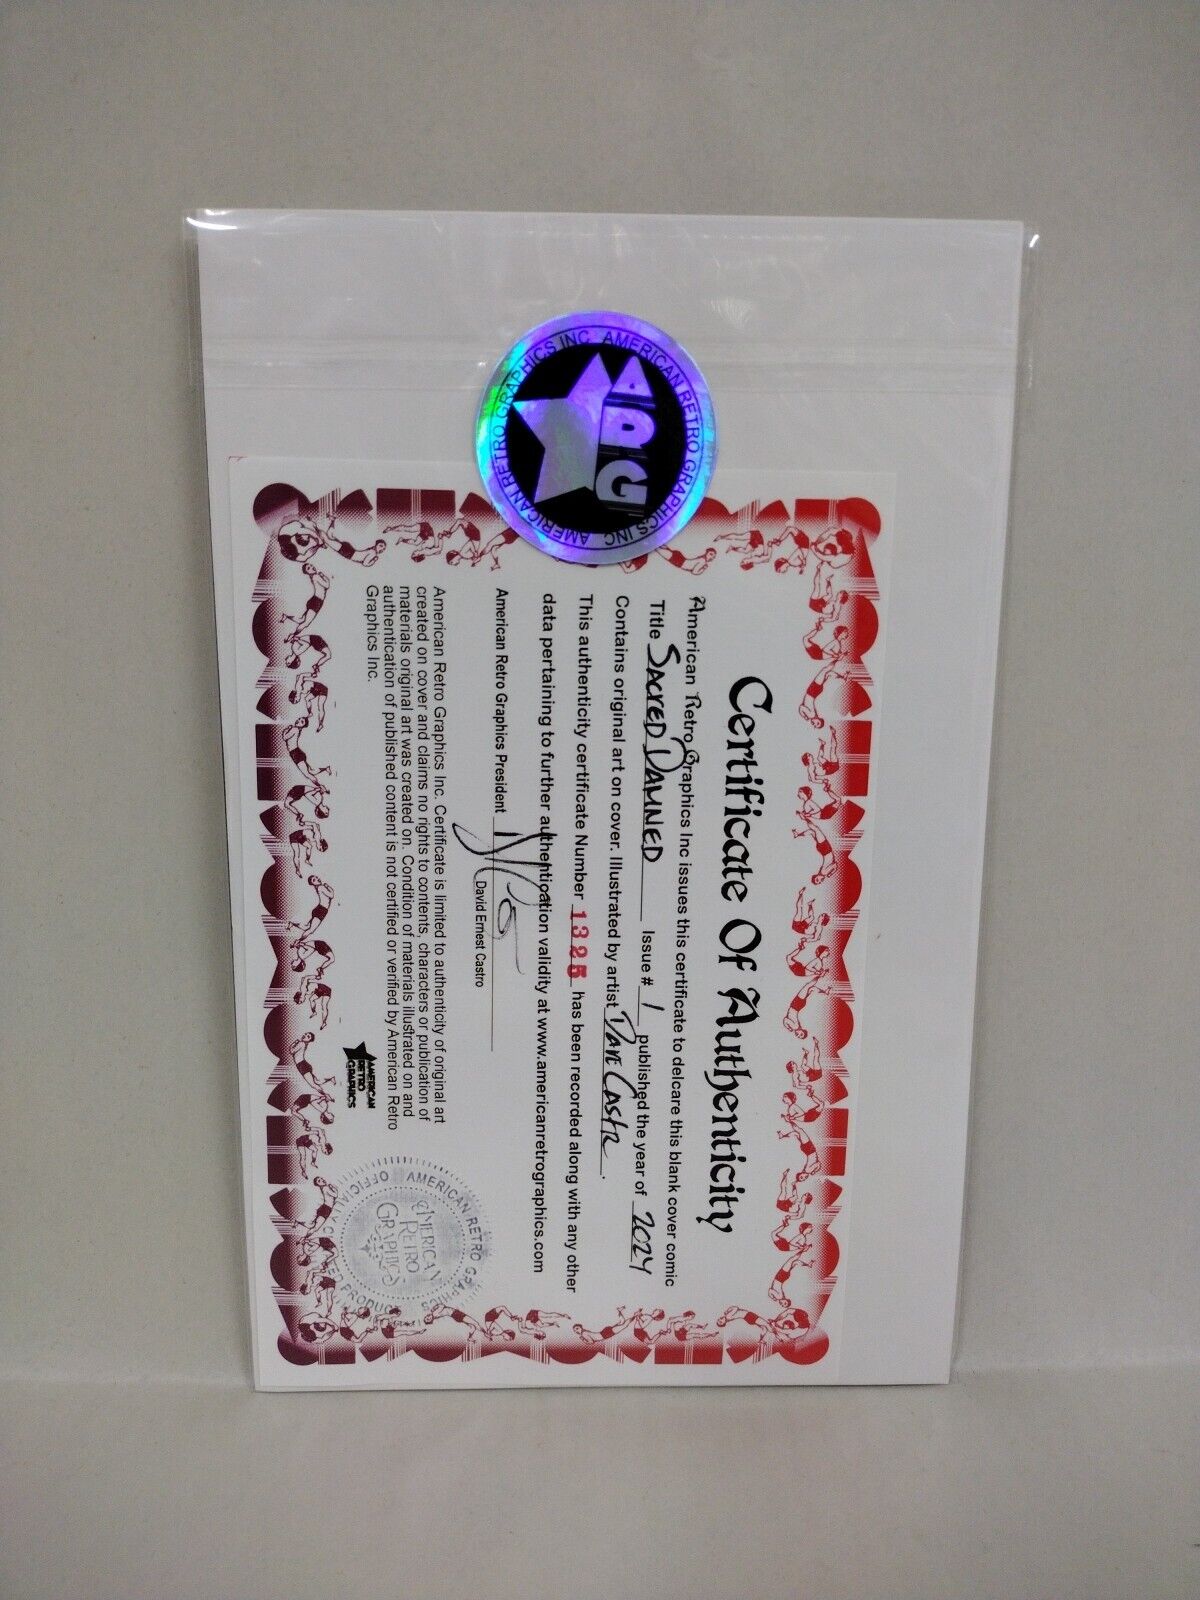 AMERICAN RETRO GRAPHICS INC. AMERICAN RETRO GRAPHICS INC
ARG
Certificate Of Authenticity
American Retro Graphics Inc issues this certificate to delcare this blank cover comic
Title SACRED DAMNED Issue # 1 published the year of 2024
Contains original art on cover. Illustrated by artist DAVE CASTR.
This authenticity certificate Number 1325 has been recorded along with any other
data pertaining to further authentication validity at www.americanretrographics.com
American Retro Graphics President
David Ernest Castro
American Retro Graphics Inc. Certificate is limited to authenticity of original art
created on cover and claims no rights to contents, characters or publication of
materials original art was created on. Condition of materials illustrated on and
authentication of published content is not certified or verified by American Retro
Graphics Inc.
AMERICAN
RETRO
GRAPHICS
AMERICAN RETRO GRAPHICS
OFFICIALLY PRODUCT
AMERICAN
RETRO
GRAPHICS